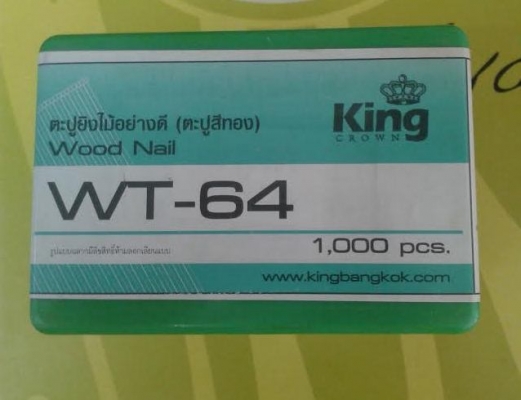 ตะปูยิงไม้อย่างดี (ตะปูสีทอง)
Wood Nail
King
CROWN
WT-64
1,000 pcs.
www.kingbangkok.com